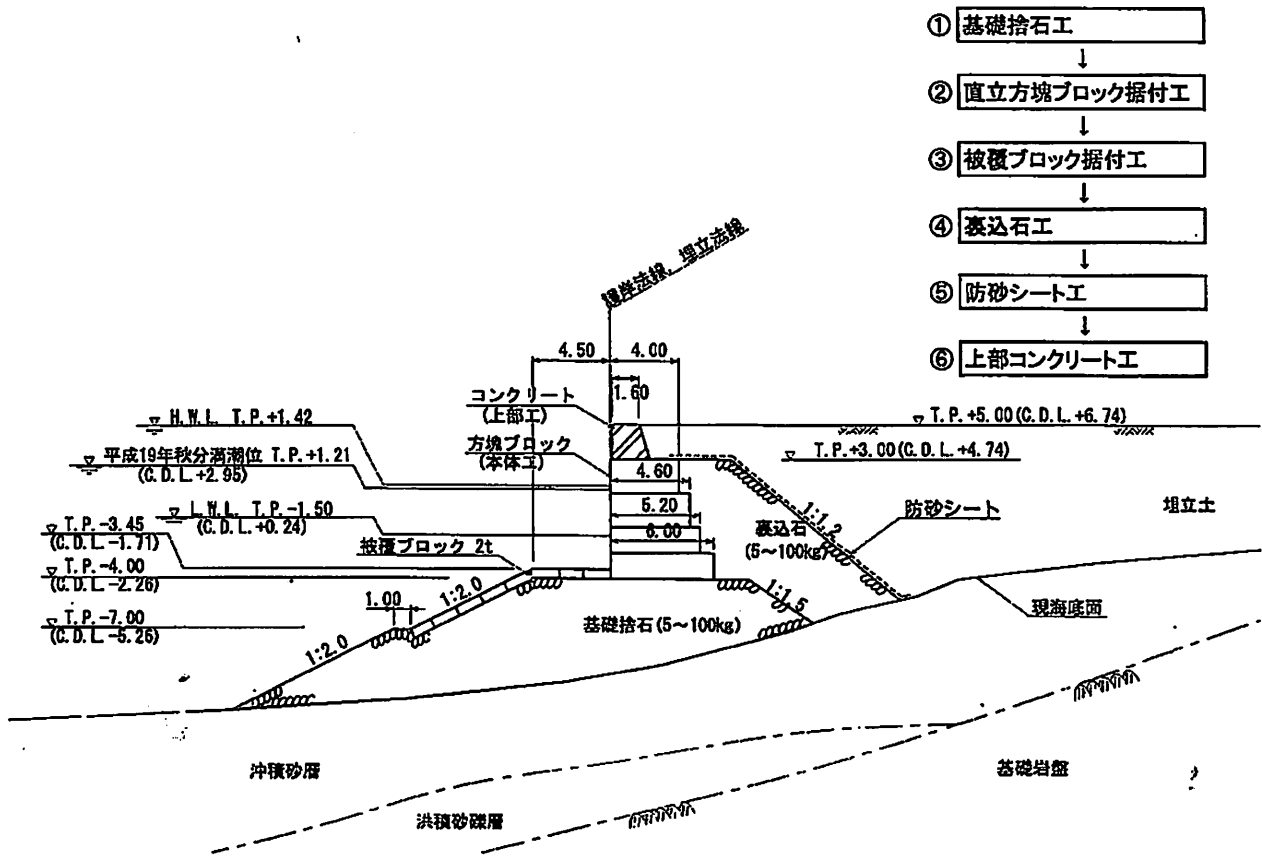 ① 基礎捨石工
↓
② 直立方塊ブロック据付工
↓
③ 被覆ブロック据付工
↓
④ 裏込石工
↓
⑤ 防砂シート工
↓
⑥ 上部コンクリート工
護岸法線、埋立法線
4.50
4.00
1.60
コンクリート
(上部工)
H.W.L. T.P.+1.42
T.P.+5.00(C.D.L.+6.74)
方塊ブロック
(本体工)
平成19年秋分満潮位 T.P.+1.21
(C.D.L.+2.95)
T.P.+3.00(C.D.L.+4.74)
4.60
5.20
6.00
L.W.L. T.P.-1.50
(C.D.L.+0.24)
1:1.2
防砂シート
埋立土
T.P.-3.45
(C.D.L.-1.71)
被覆ブロック 2t
裏込石
(5～100kg)
T.P.-4.00
(C.D.L.-2.26)
1:2.0
1:1.5
現海底面
1.00
T.P.-7.00
(C.D.L.-5.26)
基礎捨石(5～100kg)
1:2.0
沖積砂層
基礎岩盤
洪積砂礫層